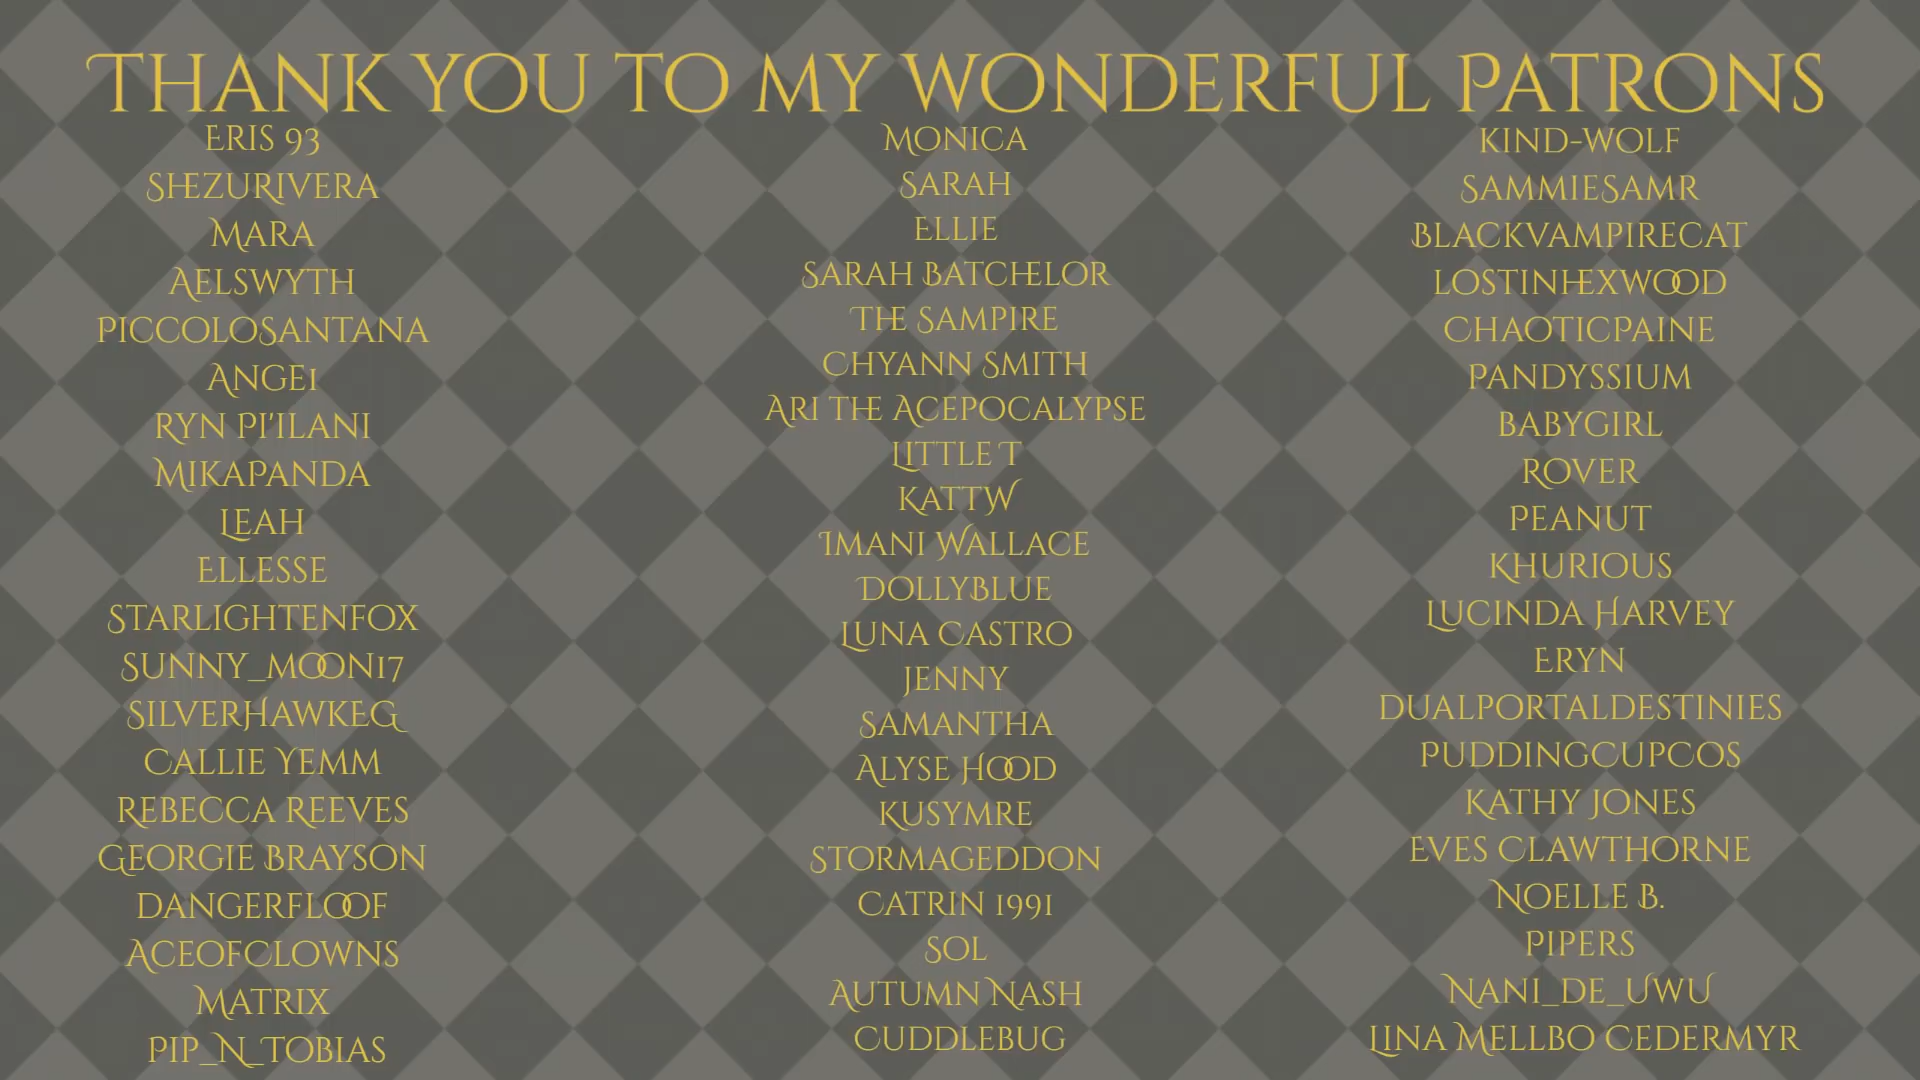 Thank you to my wonderful Patrons
Eris 93
ShezuRivera
Mara
Aelswyth
PiccoloSantana
Ange1
Ryn Pi'ilani
MikaPanda
Leah
Ellesse
Starlightenfox
Sunny_moon17
SilverHawkEG
Callie Yemm
Rebecca Reeves
Georgie Brayson
dangerfloof
AceofClowns
Matrix
Pip_N_Tobias
Monica
Sarah
Ellie
Sarah Batchelor
The Sampire
Chyann Smith
Ari the Acepocalypse
Little T
KattW
Imani Wallace
DollyBlue
Luna Castro
Jenny
Samantha
Alyse Hood
Kusymre
Stormageddon
Catrin 1991
Sol
Autumn Nash
Cuddlebug
kind-wolf
SammieSamR
Blackvampirecat
lostinhexwood
ChaoticPaine
Pandyssium
babygirl
Rover
Peanut
Khurious
Lucinda Harvey
Eryn
dualportaldestinies
PuddingCupCos
Kathy Jones
Eves Clawthorne
Noelle B.
Pipers
Nani_de_UwU
Lina Mellbo Cedermyr